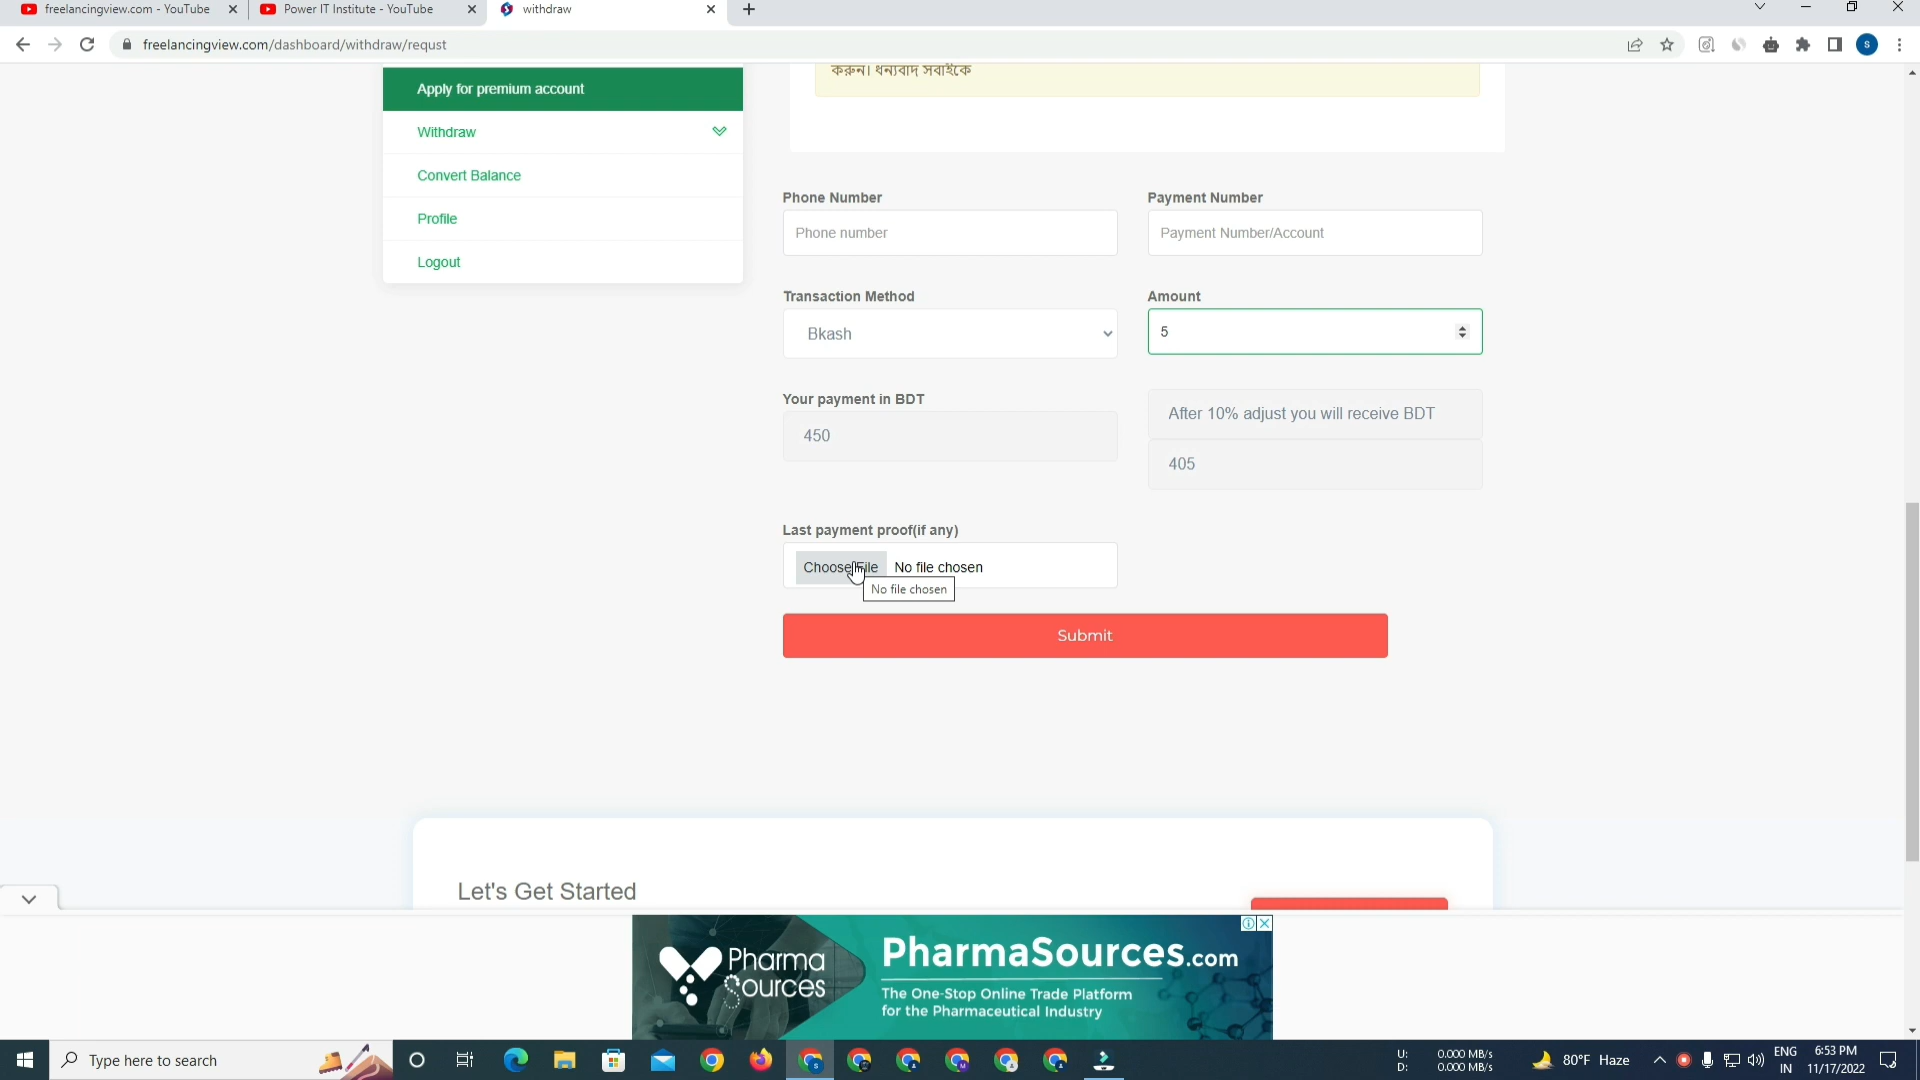 freelancingview.com - YouTube
Power IT Institute - YouTube
withdraw
freelancingview.com/dashboard/withdraw/requst
S
করুন। ধন্যবাদ সবাইকে
Apply for premium account
Withdraw
Convert Balance
Profile
Logout
Phone Number
Payment Number
Phone number
Payment Number/Account
Transaction Method
Amount
Bkash
5
Your payment in BDT
After 10% adjust you will receive BDT
450
405
Last payment proof(if any)
Choose File No file chosen
No file chosen
Submit
Let's Get Started
Pharma
Sources
PharmaSources.com
The One-Stop Online Trade Platform
for the Pharmaceutical Industry
Type here to search
U: 0.000 MB/s
D: 0.000 MB/s
80°F Haze
ENG
IN
6:53 PM
11/17/2022